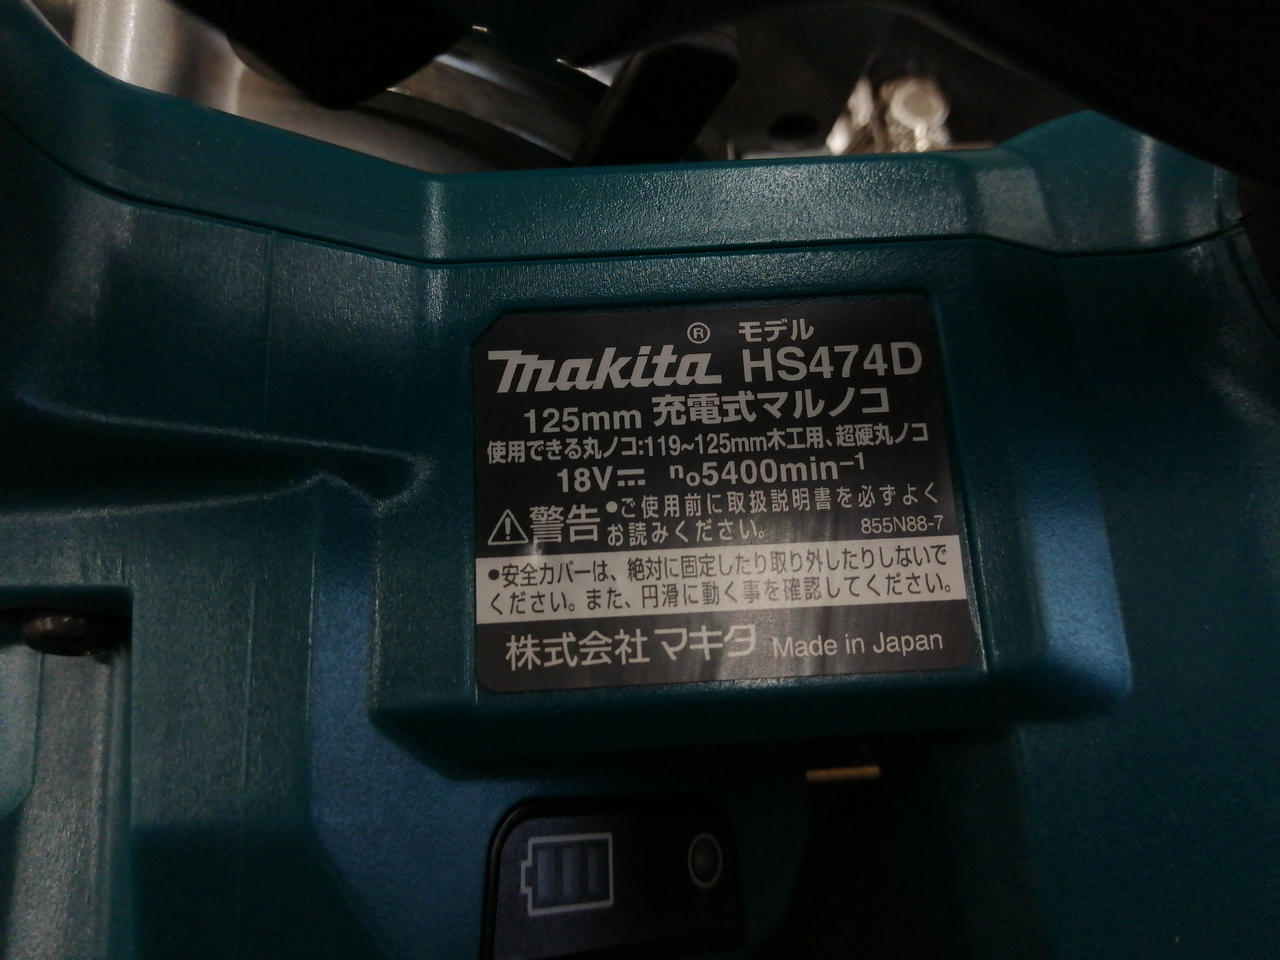 makita® モデル HS474D
125mm 充電式マルノコ
使用できる丸ノコ:119~125mm木工用、超硬丸ノコ
18V⎓ no5400min-1
⚠警告 •ご使用前に取扱説明書を必ずよく
お読みください。 855N88-7
•安全カバーは、絶対に固定したり取り外したりしないで
ください。また、円滑に動く事を確認してください。
株式会社 マキタ Made in Japan